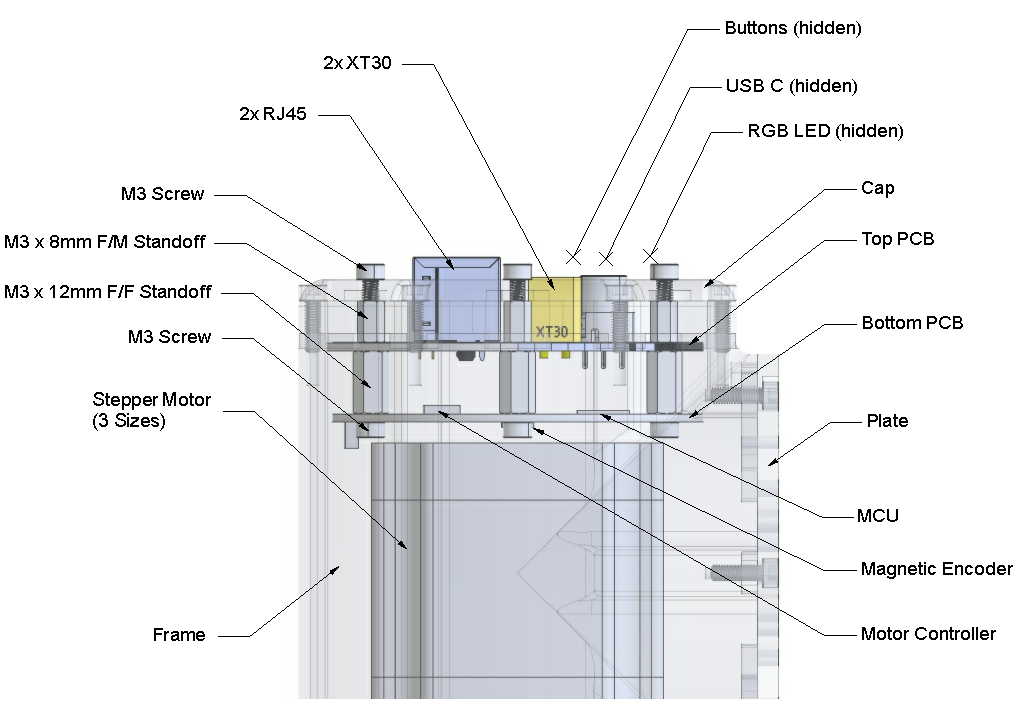 Buttons (hidden)
2x XT30
USB C (hidden)
2x RJ45
RGB LED (hidden)
M3 Screw
Cap
M3 x 8mm F/M Standoff
Top PCB
M3 x 12mm F/F Standoff
M3 Screw
Bottom PCB
XT30
Stepper Motor
(3 Sizes)
Plate
MCU
Magnetic Encoder
Frame
Motor Controller